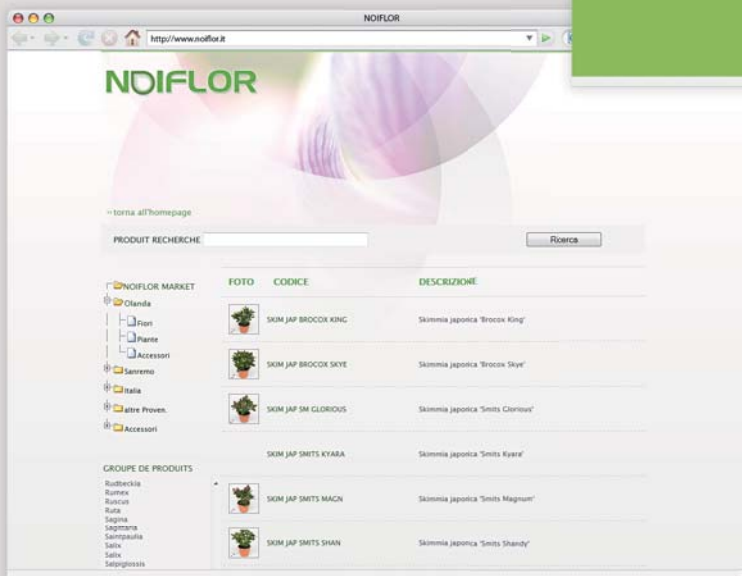 NOIFLOR
http://www.noiflor.it
NOIFLOR
›› torna all'homepage
PRODUIT RECHERCHE
Ricerca
NOIFLOR MARKET
Olanda
Fiori
Piante
Accessori
Sanremo
Italia
altre Proven.
Accessori
GROUPE DE PRODUITS
Rudbeckia
Rumex
Ruscus
Ruta
Sagina
Sagittaria
Saintpaulia
Salix
Salix
Salpiglossis
FOTO CODICE DESCRIZIONE
SKIM JAP BROCOX KING Skimmia japonica 'Brocox King'
SKIM JAP BROCOX SKYE Skimmia japonica 'Brocox Skye'
SKIM JAP SM GLORIOUS Skimmia japonica 'Smits Glorious'
SKIM JAP SMITS KYARA Skimmia japonica 'Smits Kyara'
SKIM JAP SMITS MAGN Skimmia japonica 'Smits Magnum'
SKIM JAP SMITS SHAN Skimmia japonica 'Smits Shandy'